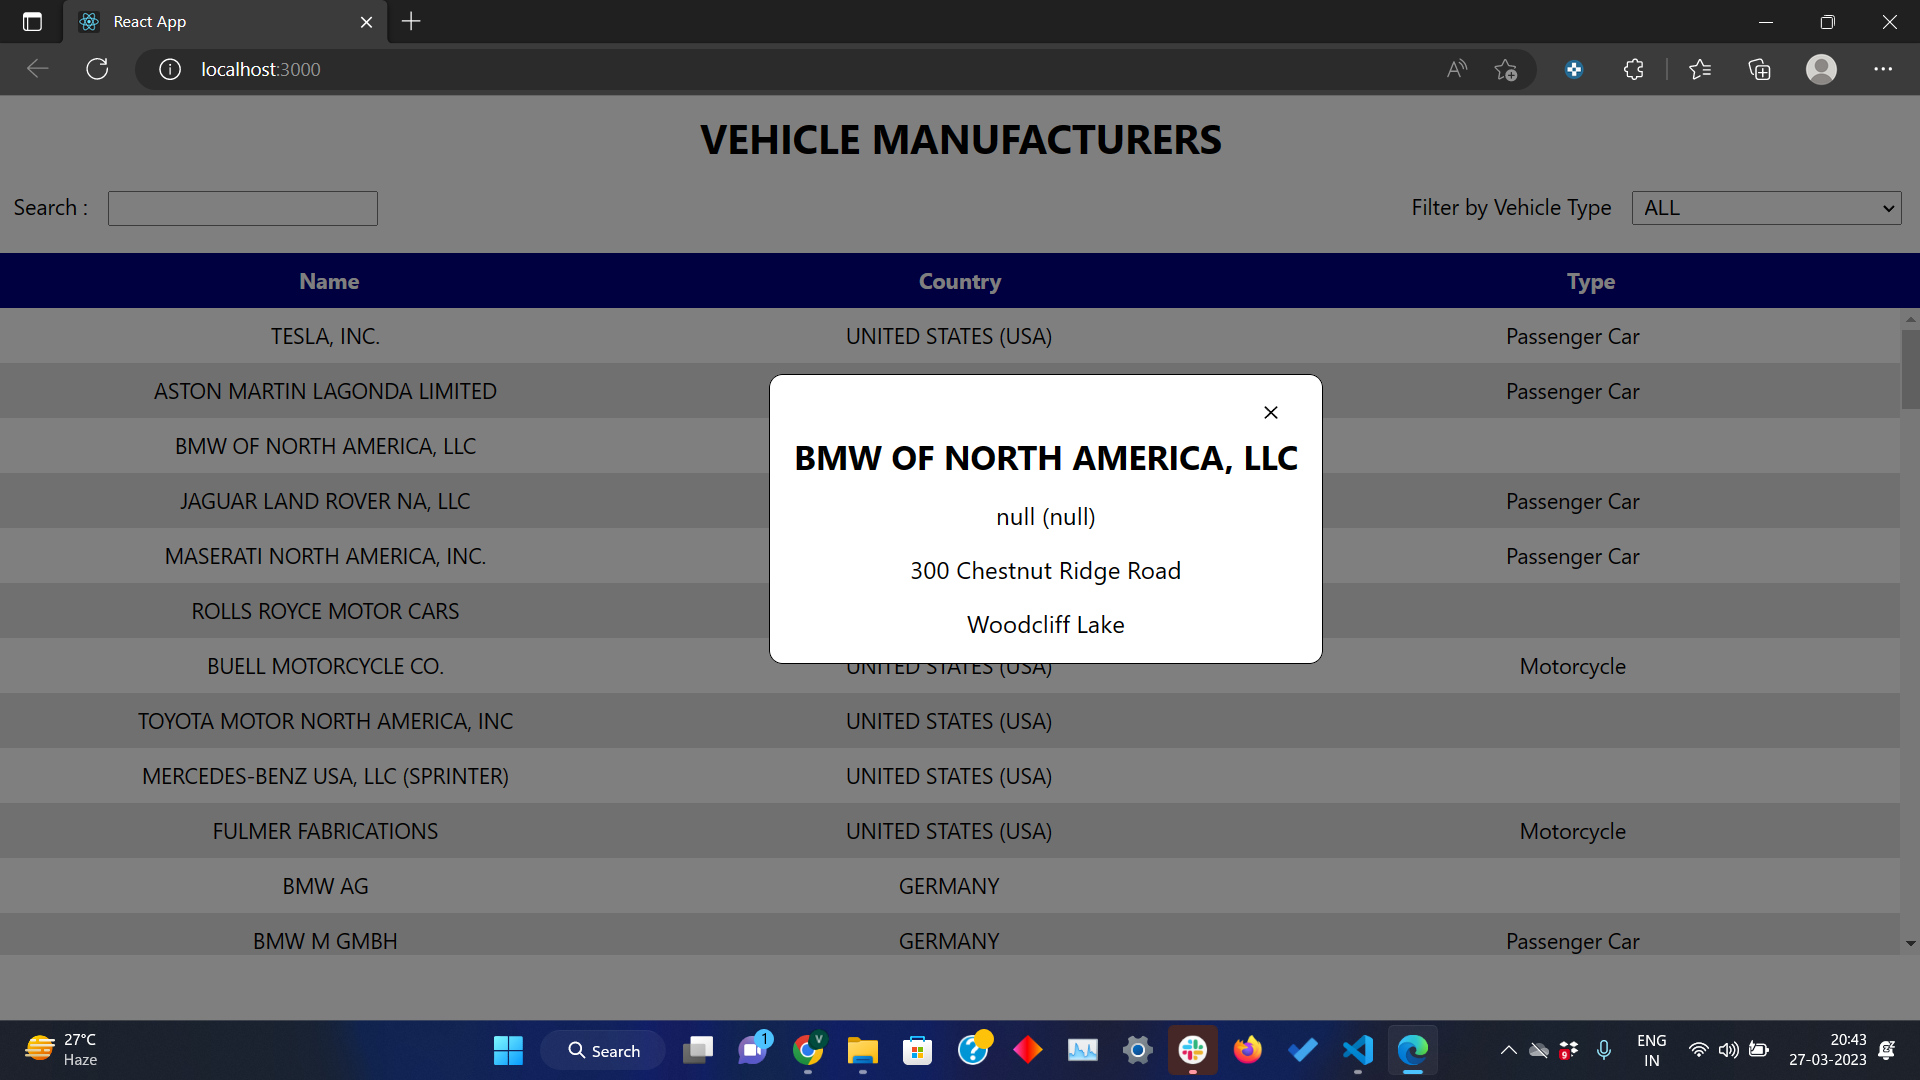 React App
localhost:3000
VEHICLE MANUFACTURERS
Search :
Filter by Vehicle Type ALL
Name Country Type
TESLA, INC. UNITED STATES (USA) Passenger Car
ASTON MARTIN LAGONDA LIMITED Passenger Car
BMW OF NORTH AMERICA, LLC
JAGUAR LAND ROVER NA, LLC Passenger Car
MASERATI NORTH AMERICA, INC. Passenger Car
ROLLS ROYCE MOTOR CARS
BMW OF NORTH AMERICA, LLC
null (null)
300 Chestnut Ridge Road
Woodcliff Lake
BUELL MOTORCYCLE CO. UNITED STATES (USA) Motorcycle
TOYOTA MOTOR NORTH AMERICA, INC UNITED STATES (USA)
MERCEDES-BENZ USA, LLC (SPRINTER) UNITED STATES (USA)
FULMER FABRICATIONS UNITED STATES (USA) Motorcycle
BMW AG GERMANY
BMW M GMBH GERMANY Passenger Car
27°C
Haze
Search
1
V
9
ENG
IN
20:43
27-03-2023